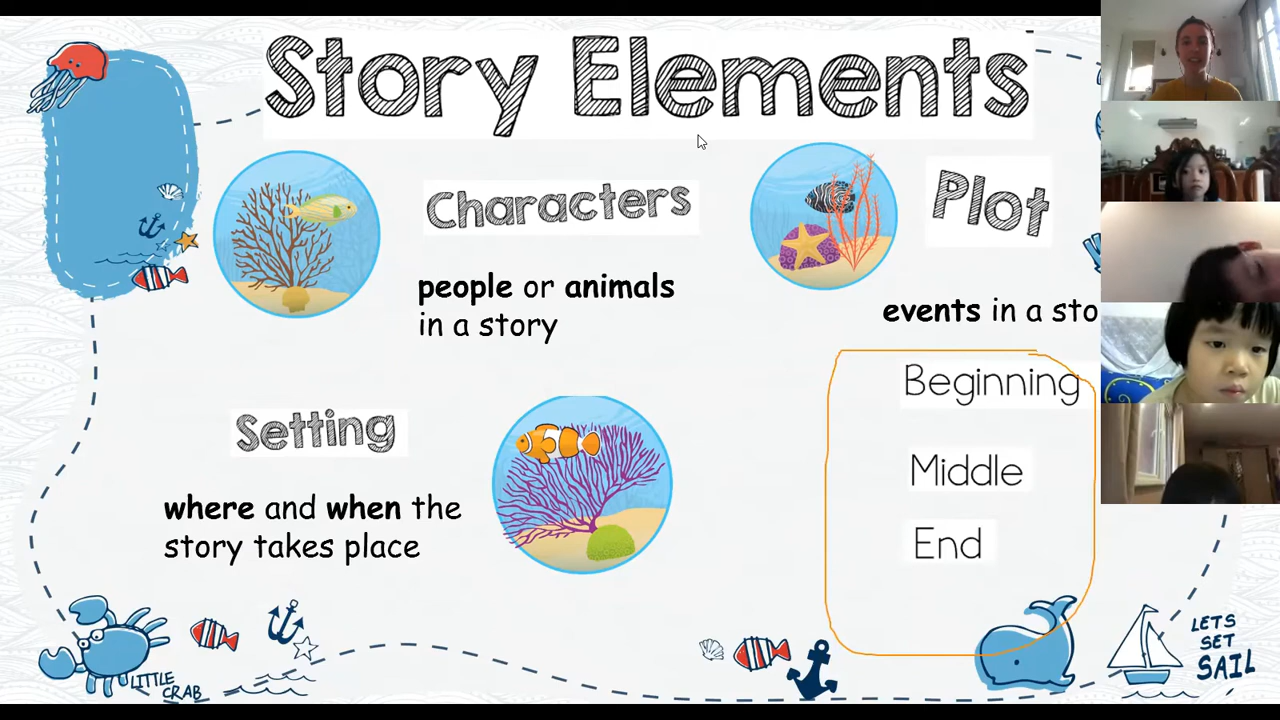 Story Elements
Characters
people or animals
in a story
Plot
events in a sto
Beginning
Middle
End
Setting
where and when the
story takes place
LITTLE
CRAB
LETS
SET
SAIL